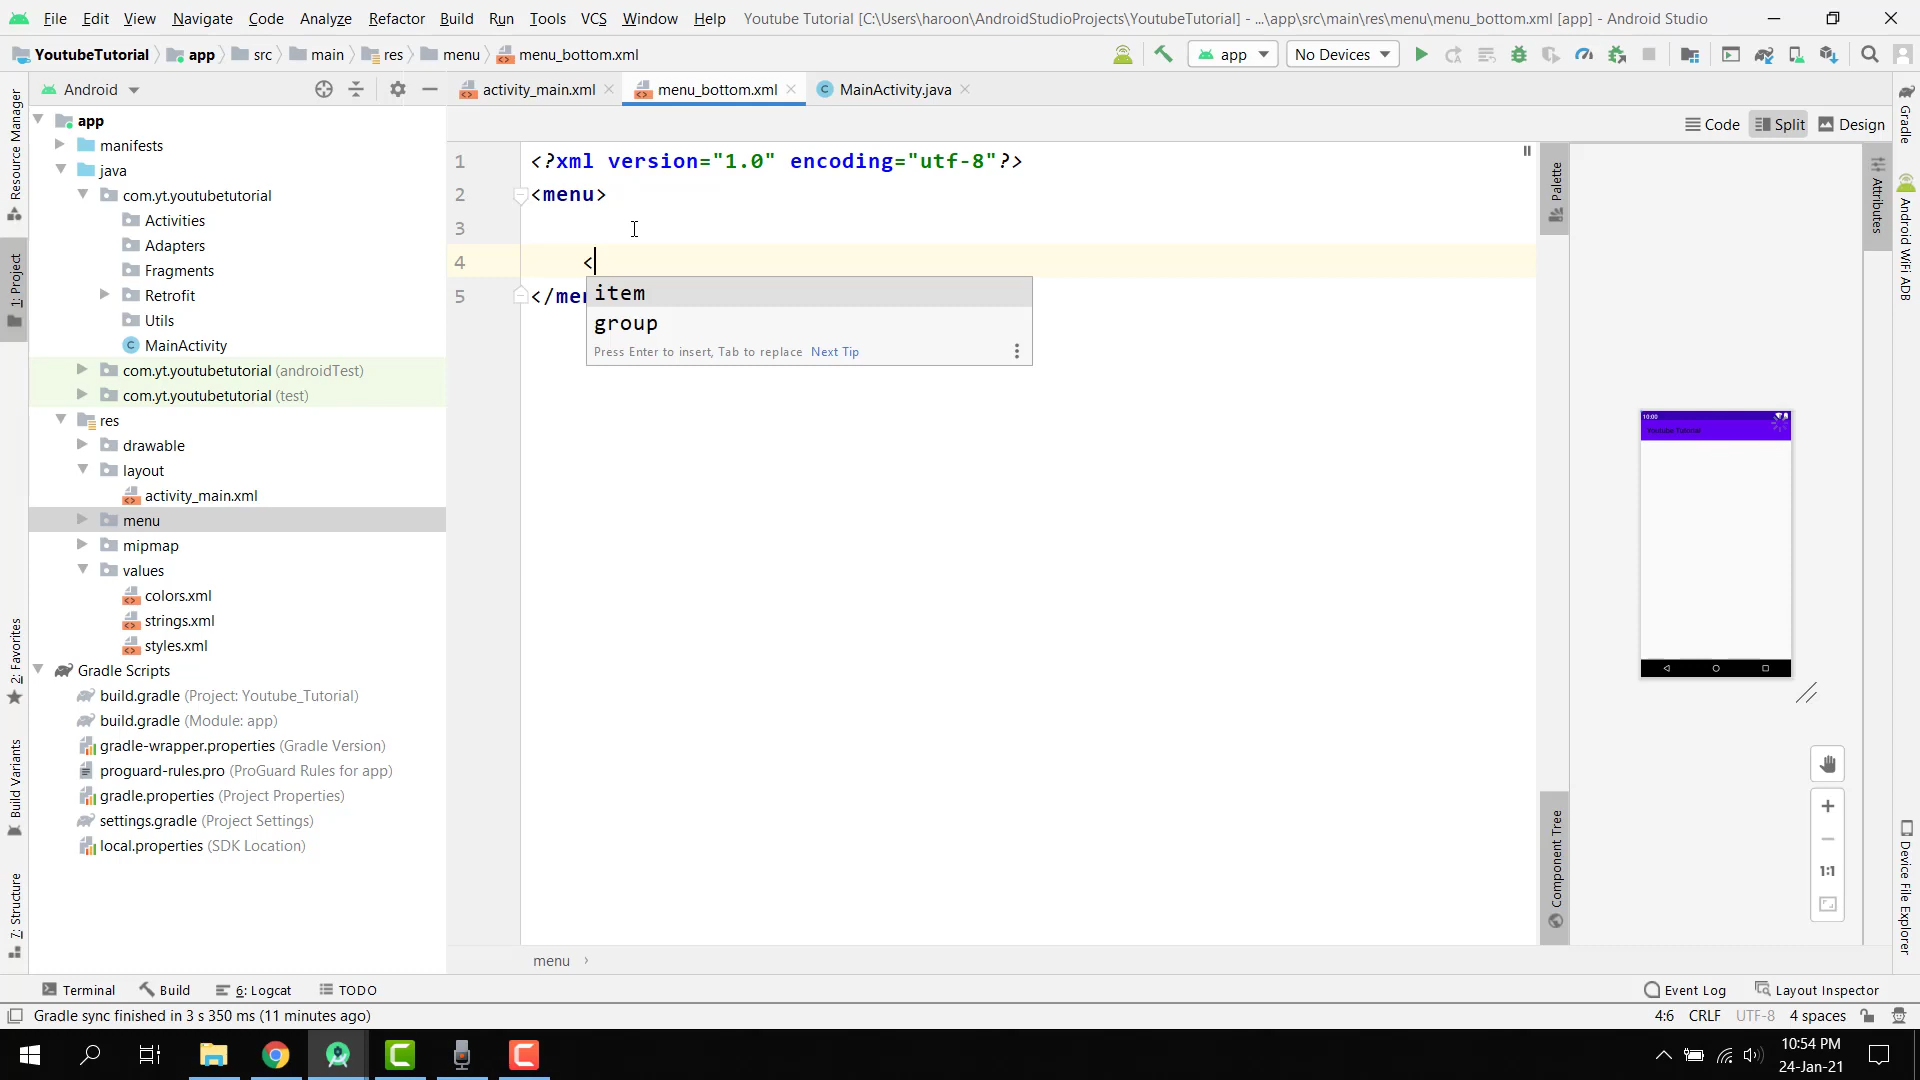 File Edit View Navigate Code Analyze Refactor Build Run Tools VCS Window Help Youtube Tutorial [C:\Users\haroon\AndroidStudioProjects\YoutubeTutorial] - ...\app\src\main\res\menu\menu_bottom.xml [app] - Android Studio
YoutubeTutorial app src main res menu menu_bottom.xml app No Devices
Android activity_main.xml menu_bottom.xml MainActivity.java
Code Split Design
app
manifests
java
com.yt.youtubetutorial
Activities
Adapters
Fragments
Retrofit
Utils
MainActivity
com.yt.youtubetutorial (androidTest)
com.yt.youtubetutorial (test)
res
drawable
layout
activity_main.xml
menu
mipmap
values
colors.xml
strings.xml
styles.xml
Gradle Scripts
build.gradle (Project: Youtube_Tutorial)
build.gradle (Module: app)
gradle-wrapper.properties (Gradle Version)
proguard-rules.pro (ProGuard Rules for app)
gradle.properties (Project Properties)
settings.gradle (Project Settings)
local.properties (SDK Location)
1 <?xml version="1.0" encoding="utf-8"?>
2 <menu>
3
4 <
5 </men
item
group
Press Enter to insert, Tab to replace Next Tip
menu
Resource Manager
1: Project
2: Favorites
Build Variants
7: Structure
Palette
Component Tree
Attributes
Gradle
Android WiFi ADB
Device File Explorer
10:00
Youtube Tutorial
1:1
Terminal Build 6: Logcat TODO Event Log Layout Inspector
Gradle sync finished in 3 s 350 ms (11 minutes ago) 4:6 CRLF UTF-8 4 spaces
10:54 PM
24-Jan-21